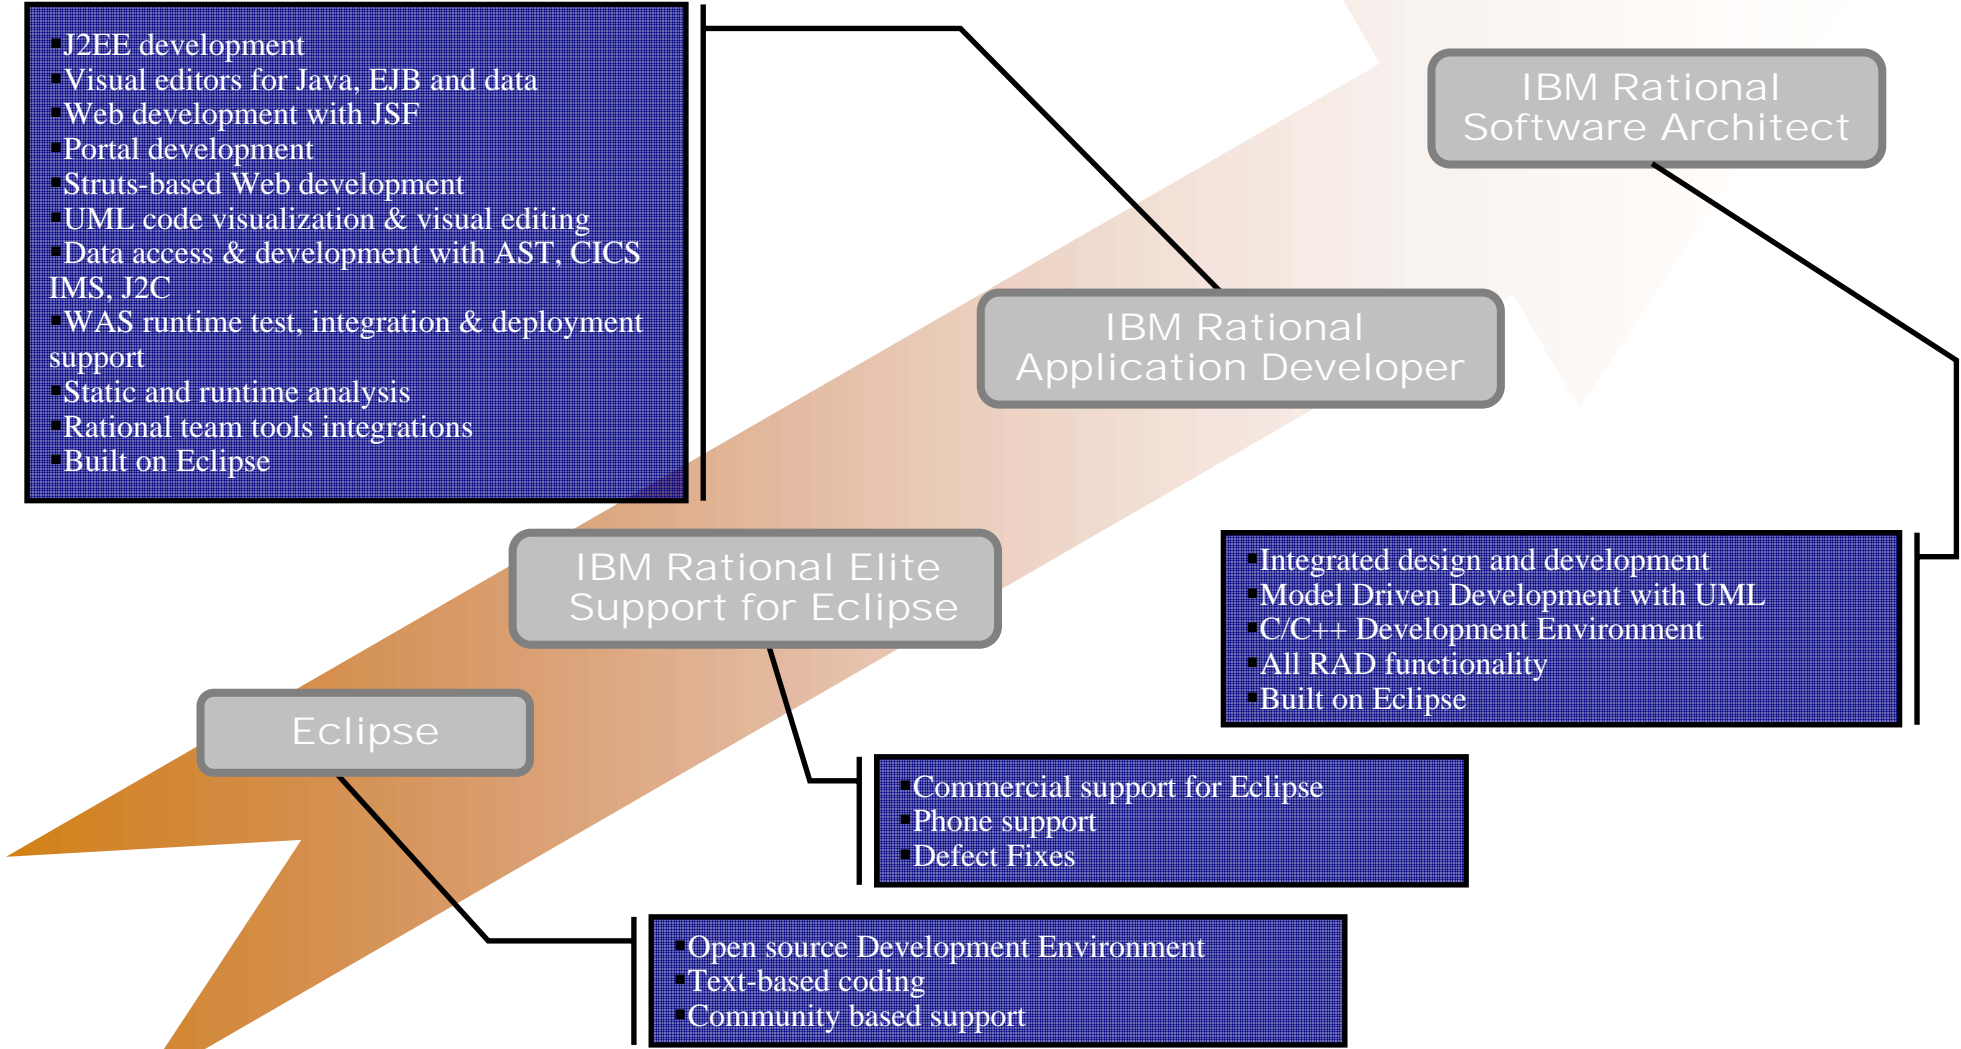 ▪J2EE development
▪Visual editors for Java, EJB and data
▪Web development with JSF
▪Portal development
▪Struts-based Web development
▪UML code visualization & visual editing
▪Data access & development with AST, CICS
IMS, J2C
▪WAS runtime test, integration & deployment
support
▪Static and runtime analysis
▪Rational team tools integrations
▪Built on Eclipse
IBM Rational
Software Architect
IBM Rational
Application Developer
IBM Rational Elite
Support for Eclipse
▪Integrated design and development
▪Model Driven Development with UML
▪C/C++ Development Environment
▪All RAD functionality
▪Built on Eclipse
Eclipse
▪Commercial support for Eclipse
▪Phone support
▪Defect Fixes
▪Open source Development Environment
▪Text-based coding
▪Community based support